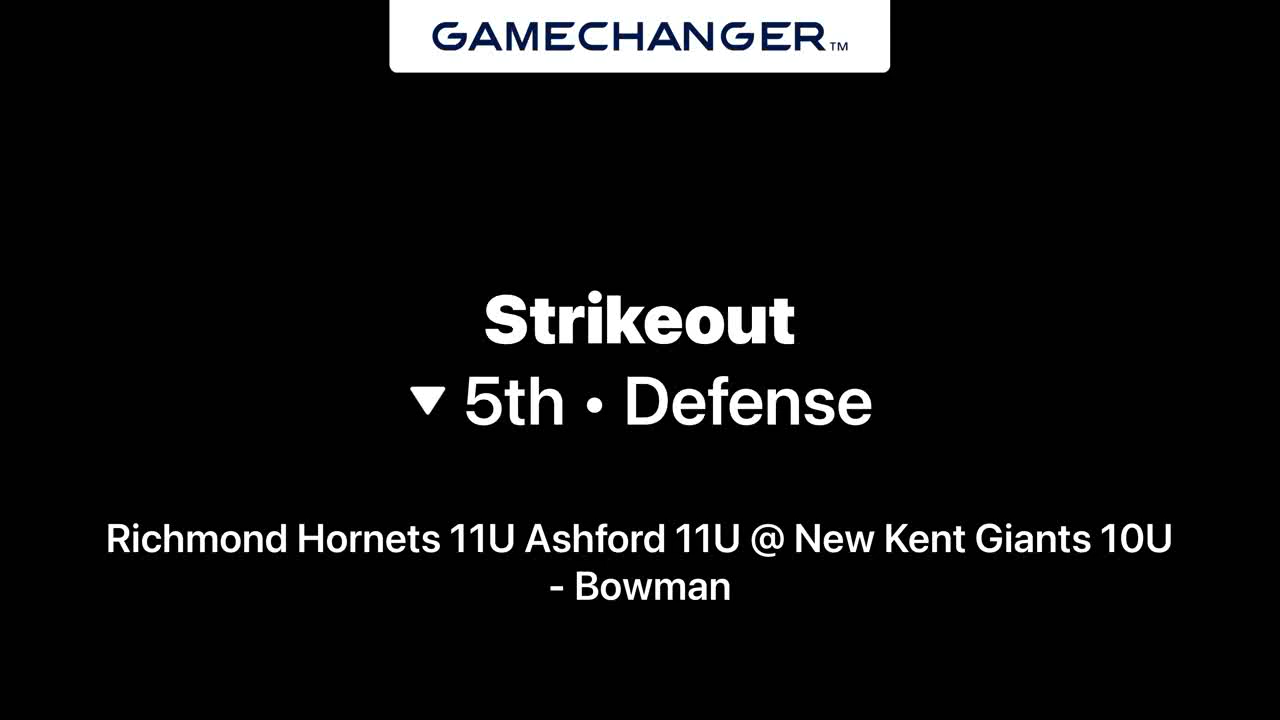 GAMECHANGER™
Strikeout
▼ 5th • Defense
Richmond Hornets 11U Ashford 11U @ New Kent Giants 10U
- Bowman